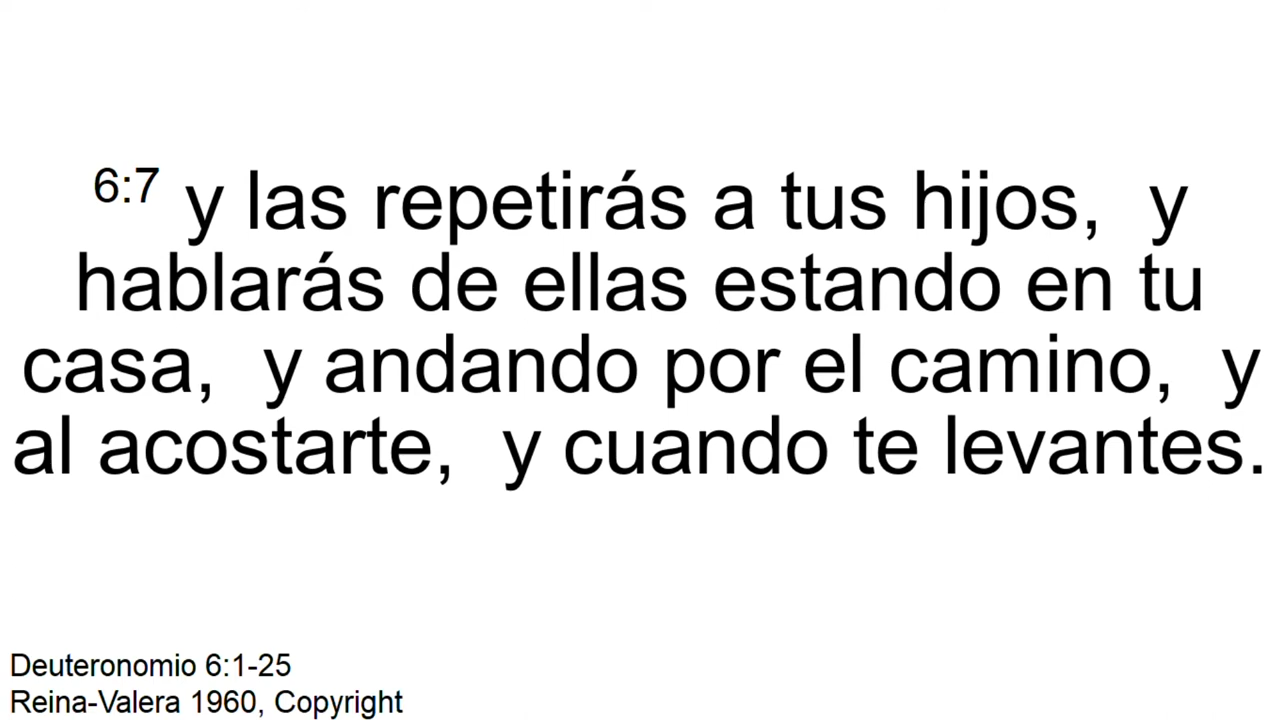 6:7 y las repetirás a tus hijos, y
hablarás de ellas estando en tu
casa, y andando por el camino, y
al acostarte, y cuando te levantes.
Deuteronomio 6:1-25
Reina-Valera 1960, Copyright